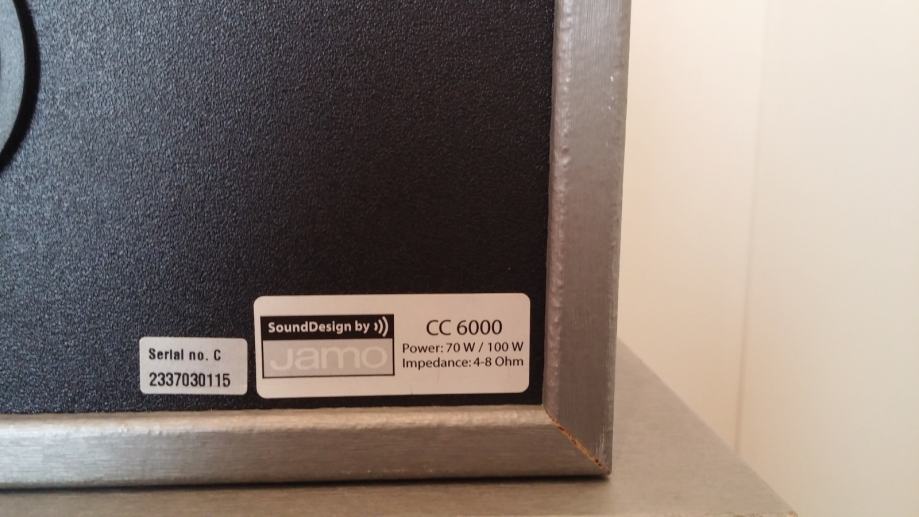 Serial no. C
2337030115
SoundDesign by
Jamo
CC 6000
Power: 70 W / 100 W
Impedance: 4-8 Ohm